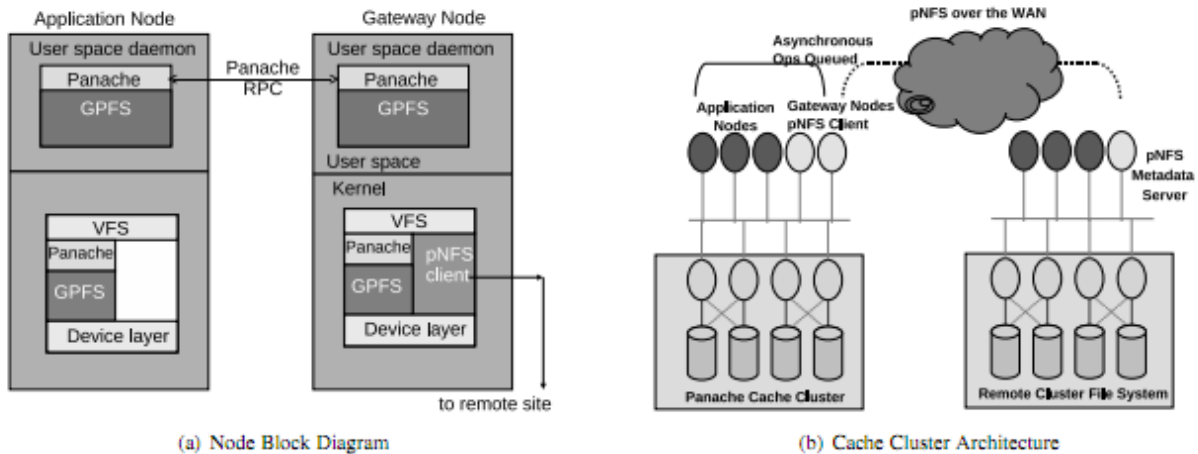 Application Node
Gateway Node
User space daemon
User space daemon
Panache
Panache
RPC
Panache
GPFS
GPFS
User space
Kernel
VFS
Panache
GPFS
Device layer
VFS
Panache
pNFS
client
GPFS
Device layer
to remote site
(a) Node Block Diagram
pNFS over the WAN
Asynchronous
Ops Queued
Application
Nodes
Gateway Nodes
pNFS Client
pNFS
Metadata
Server
Panache Cache Cluster
Remote Cluster File System
(b) Cache Cluster Architecture